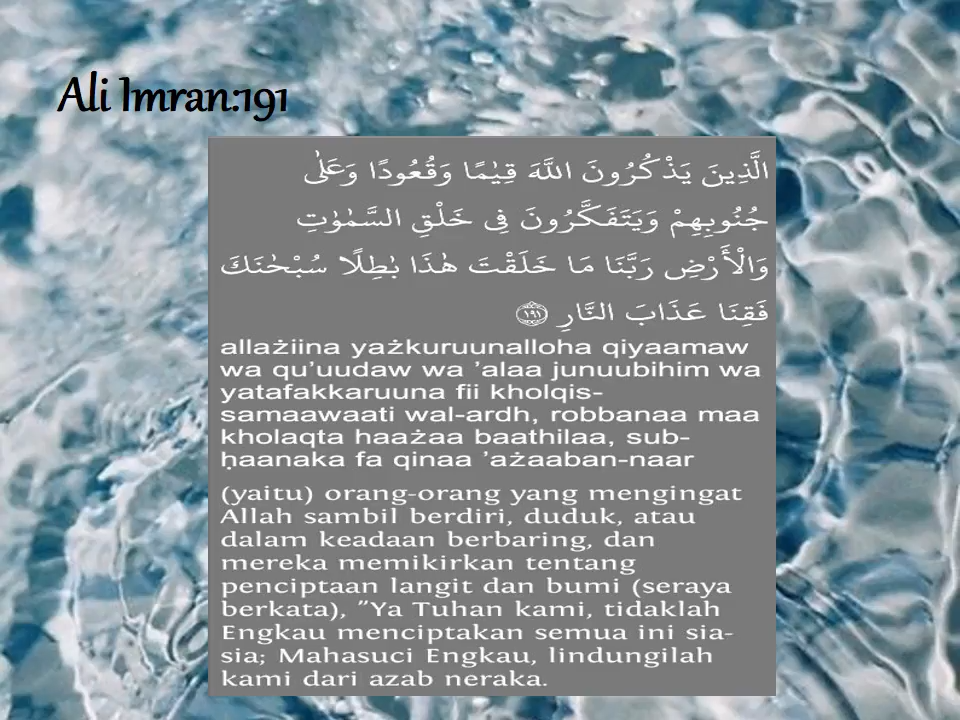 Ali Imran:191
الَّذِينَ يَذْكُرُونَ اللَّهَ قِيٰمًا وَقُعُودًا وَعَلٰى
جُنُوبِهِمْ وَيَتَفَكَّرُونَ فِى خَلْقِ السَّمٰوٰتِ
وَالْأَرْضِ رَبَّنَا مَا خَلَقْتَ هٰذَا بٰطِلًا سُبْحٰنَكَ
فَقِنَا عَذَابَ النَّارِ ۝١٩١
allażiina yażkuruunalloha qiyaamaw
wa qu'uudaw wa 'alaa junuubihim wa
yatafakkaruuna fii kholqis-
samaawaati wal-ardh, robbanaa maa
kholaqta haażaa baathilaa, sub-
ḥaanaka fa qinaa 'ażaaban-naar
(yaitu) orang-orang yang mengingat
Allah sambil berdiri, duduk, atau
dalam keadaan berbaring, dan
mereka memikirkan tentang
penciptaan langit dan bumi (seraya
berkata), "Ya Tuhan kami, tidaklah
Engkau menciptakan semua ini sia-
sia; Mahasuci Engkau, lindungilah
kami dari azab neraka.